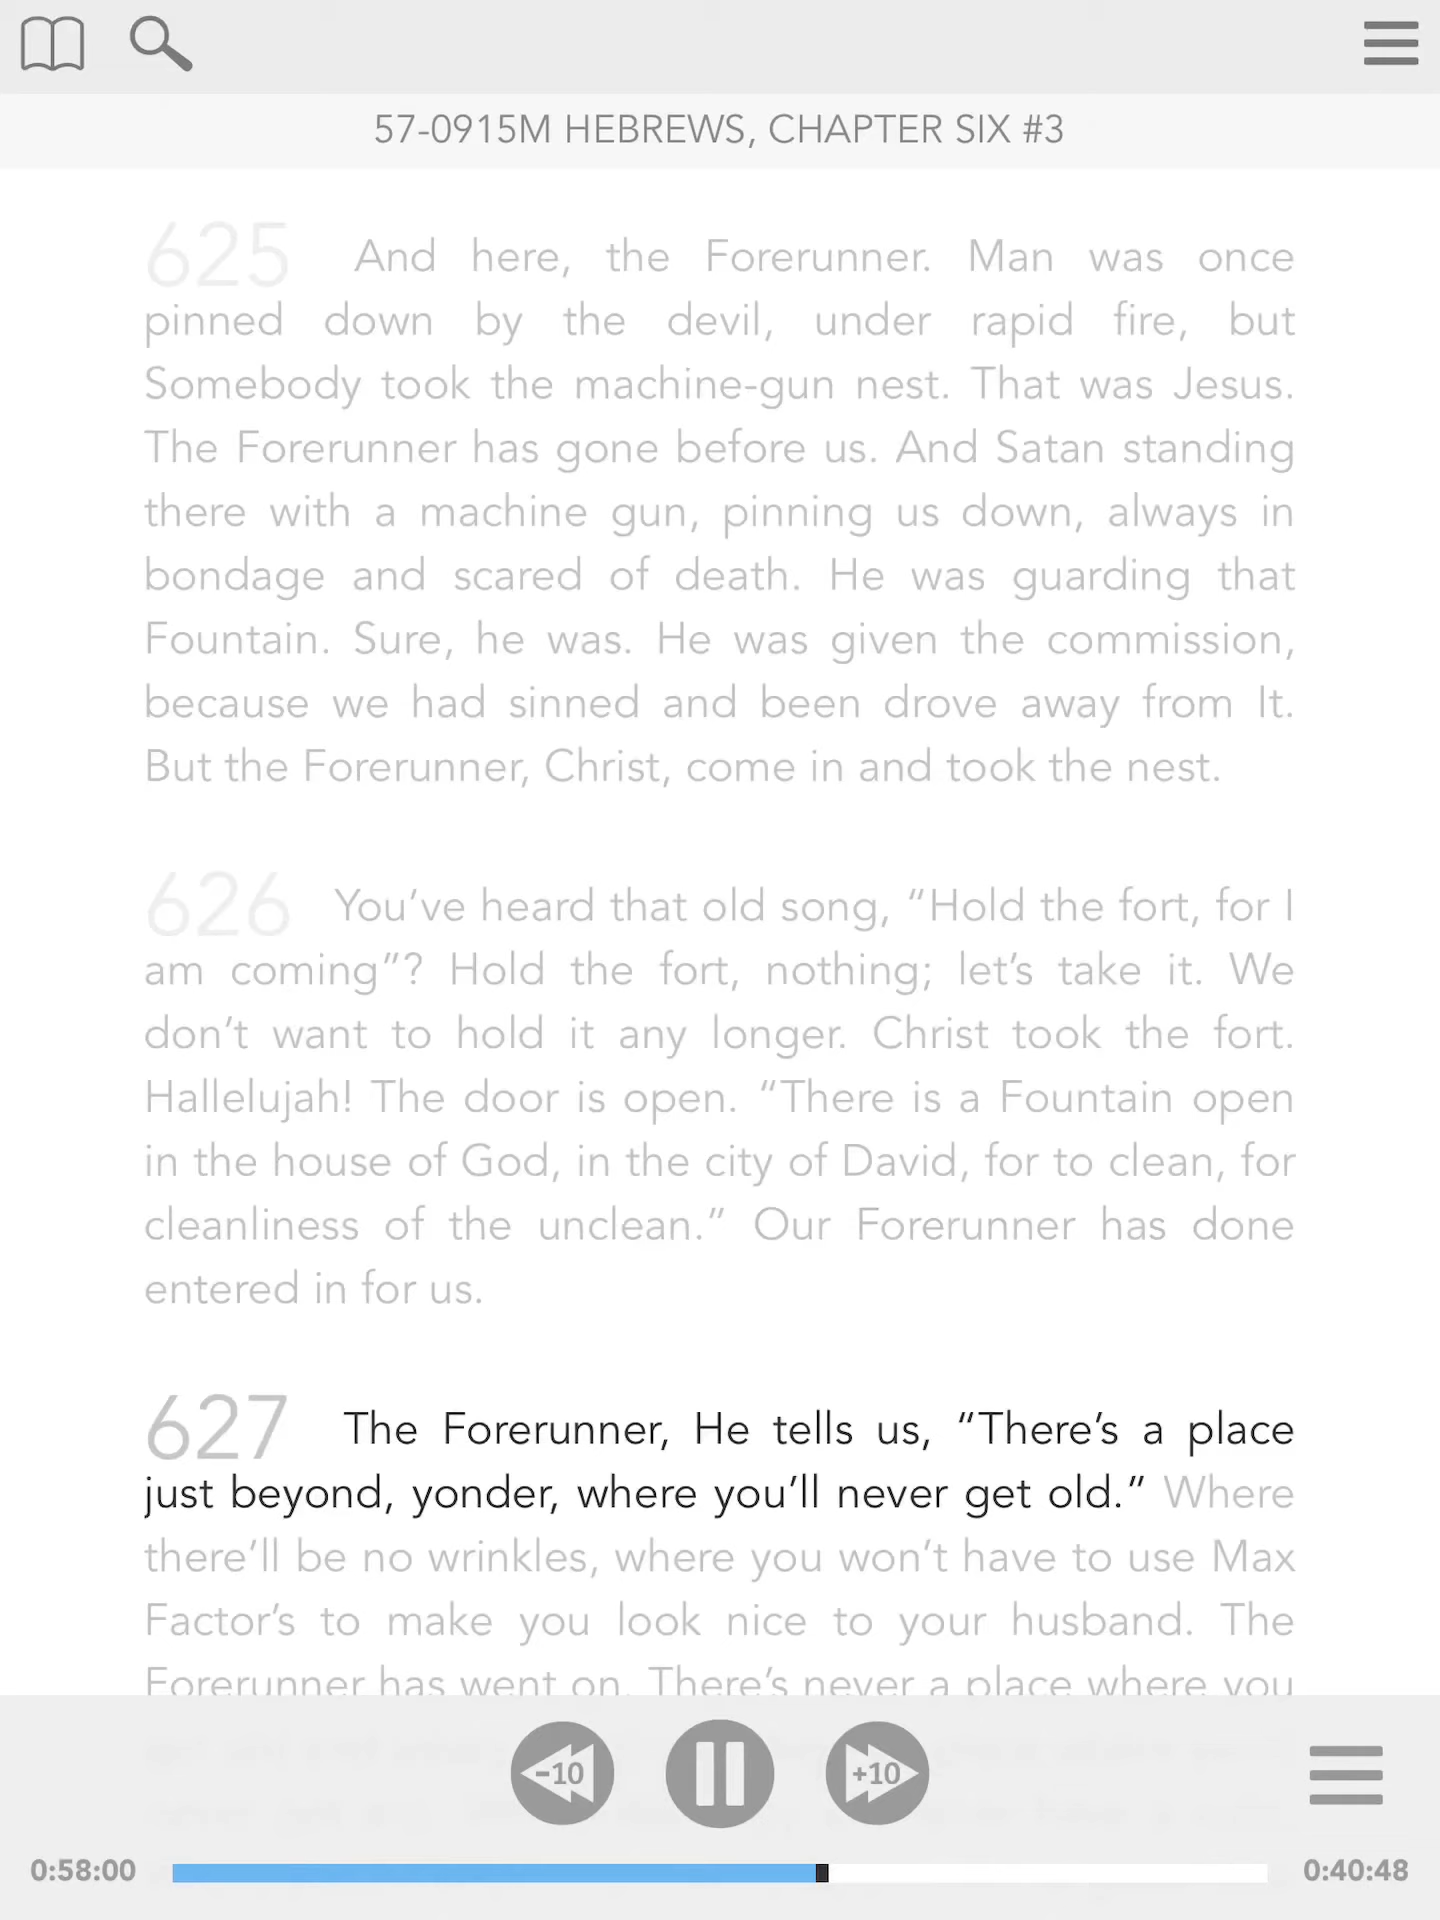 57-0915M HEBREWS, CHAPTER SIX #3
625 And here, the Forerunner. Man was once
pinned down by the devil, under rapid fire, but
Somebody took the machine-gun nest. That was Jesus.
The Forerunner has gone before us. And Satan standing
there with a machine gun, pinning us down, always in
bondage and scared of death. He was guarding that
Fountain. Sure, he was. He was given the commission,
because we had sinned and been drove away from It.
But the Forerunner, Christ, come in and took the nest.
626 You’ve heard that old song, “Hold the fort, for I
am coming”? Hold the fort, nothing; let’s take it. We
don’t want to hold it any longer. Christ took the fort.
Hallelujah! The door is open. “There is a Fountain open
in the house of God, in the city of David, for to clean, for
cleanliness of the unclean.” Our Forerunner has done
entered in for us.
627 The Forerunner, He tells us, “There’s a place
just beyond, yonder, where you’ll never get old.” Where
there’ll be no wrinkles, where you won’t have to use Max
Factor’s to make you look nice to your husband. The
Forerunner has went on. There’s never a place where you
-10 +10
0:58:00 0:40:48